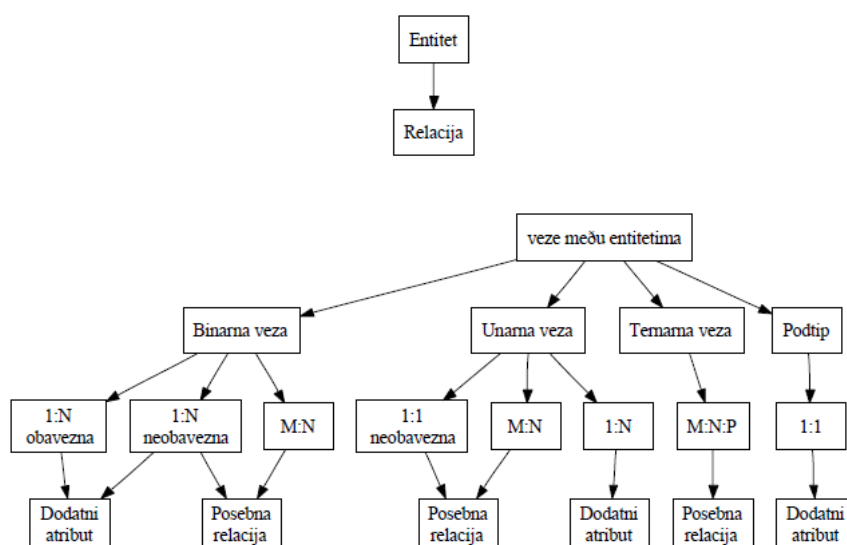 Entitet
Relacija
veze meðu entitetima
Binarna veza
Unarna veza
Ternarna veza
Podtip
1:N
obavezna
1:N
neobavezna
M:N
1:1
neobavezna
M:N
1:N
M:N:P
1:1
Dodatni
atribut
Posebna
relacija
Posebna
relacija
Dodatni
atribut
Posebna
relacija
Dodatni
atribut